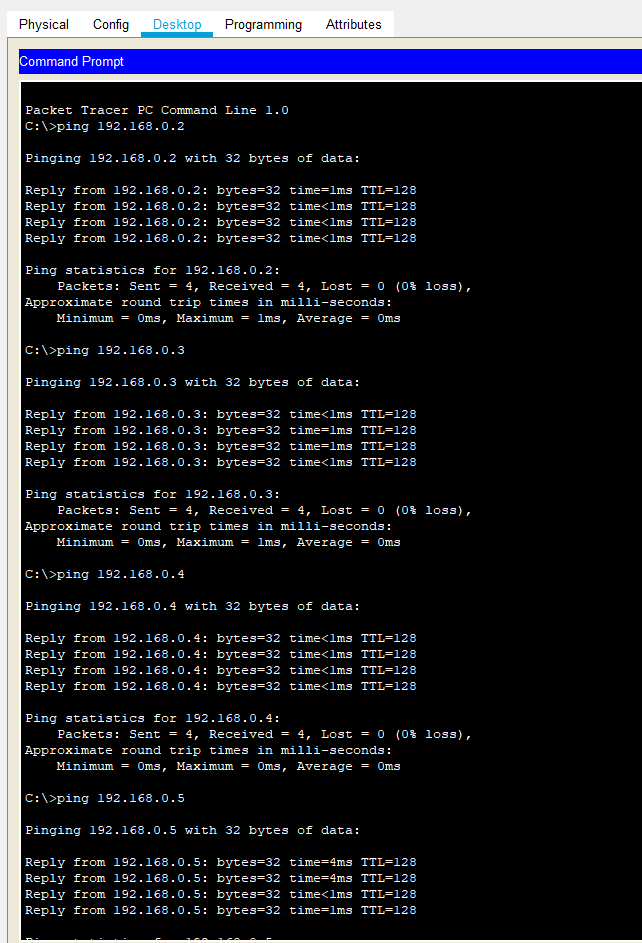 Physical Config Desktop Programming Attributes
Command Prompt
Packet Tracer PC Command Line 1.0
C:\>ping 192.168.0.2
Pinging 192.168.0.2 with 32 bytes of data:
Reply from 192.168.0.2: bytes=32 time=1ms TTL=128
Reply from 192.168.0.2: bytes=32 time<1ms TTL=128
Reply from 192.168.0.2: bytes=32 time<1ms TTL=128
Reply from 192.168.0.2: bytes=32 time<1ms TTL=128
Ping statistics for 192.168.0.2:
Packets: Sent = 4, Received = 4, Lost = 0 (0% loss),
Approximate round trip times in milli-seconds:
Minimum = 0ms, Maximum = 1ms, Average = 0ms
C:\>ping 192.168.0.3
Pinging 192.168.0.3 with 32 bytes of data:
Reply from 192.168.0.3: bytes=32 time<1ms TTL=128
Reply from 192.168.0.3: bytes=32 time=1ms TTL=128
Reply from 192.168.0.3: bytes=32 time=1ms TTL=128
Reply from 192.168.0.3: bytes=32 time<1ms TTL=128
Ping statistics for 192.168.0.3:
Packets: Sent = 4, Received = 4, Lost = 0 (0% loss),
Approximate round trip times in milli-seconds:
Minimum = 0ms, Maximum = 1ms, Average = 0ms
C:\>ping 192.168.0.4
Pinging 192.168.0.4 with 32 bytes of data:
Reply from 192.168.0.4: bytes=32 time<1ms TTL=128
Reply from 192.168.0.4: bytes=32 time<1ms TTL=128
Reply from 192.168.0.4: bytes=32 time<1ms TTL=128
Reply from 192.168.0.4: bytes=32 time<1ms TTL=128
Ping statistics for 192.168.0.4:
Packets: Sent = 4, Received = 4, Lost = 0 (0% loss),
Approximate round trip times in milli-seconds:
Minimum = 0ms, Maximum = 0ms, Average = 0ms
C:\>ping 192.168.0.5
Pinging 192.168.0.5 with 32 bytes of data:
Reply from 192.168.0.5: bytes=32 time=4ms TTL=128
Reply from 192.168.0.5: bytes=32 time=4ms TTL=128
Reply from 192.168.0.5: bytes=32 time<1ms TTL=128
Reply from 192.168.0.5: bytes=32 time=1ms TTL=128